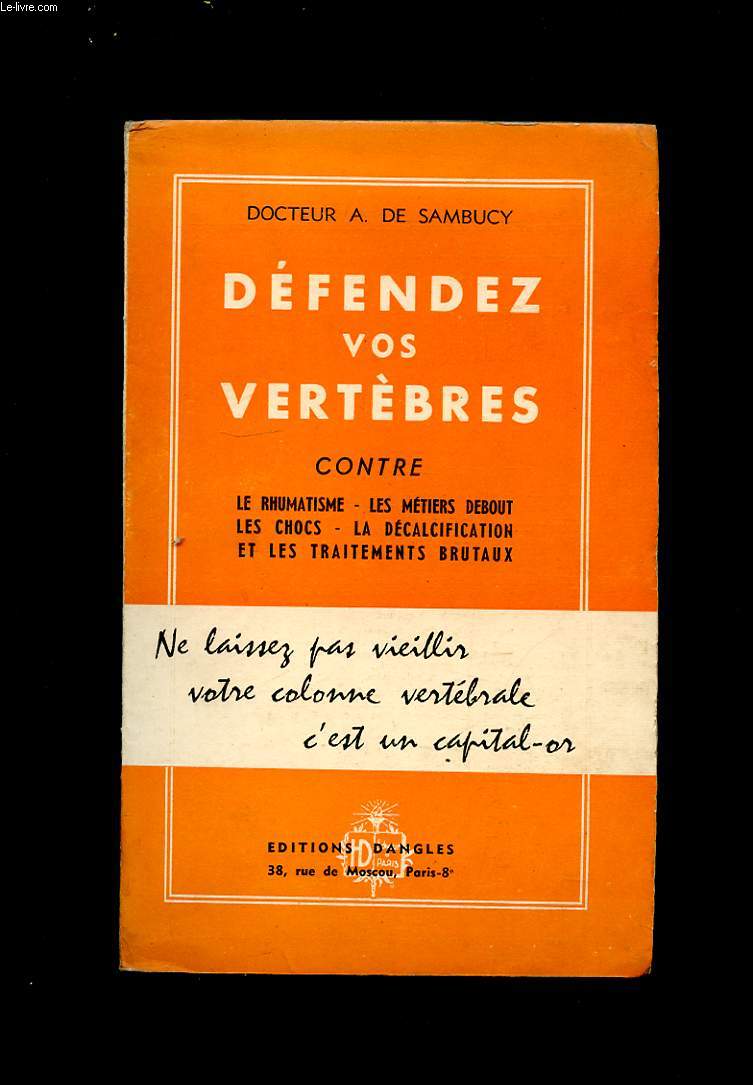 Le-livre.com
DOCTEUR A. DE SAMBUCY
DÉFENDEZ
VOS
VERTÈBRES
CONTRE
LE RHUMATISME - LES MÉTIERS DEBOUT
LES CHOCS - LA DÉCALCIFICATION
ET LES TRAITEMENTS BRUTAUX
Ne laissez pas vieillir
votre colonne vertébrale
c'est un capital-or
EDITIONS DANGLES
HD PARIS
38, rue de Moscou, Paris-8e